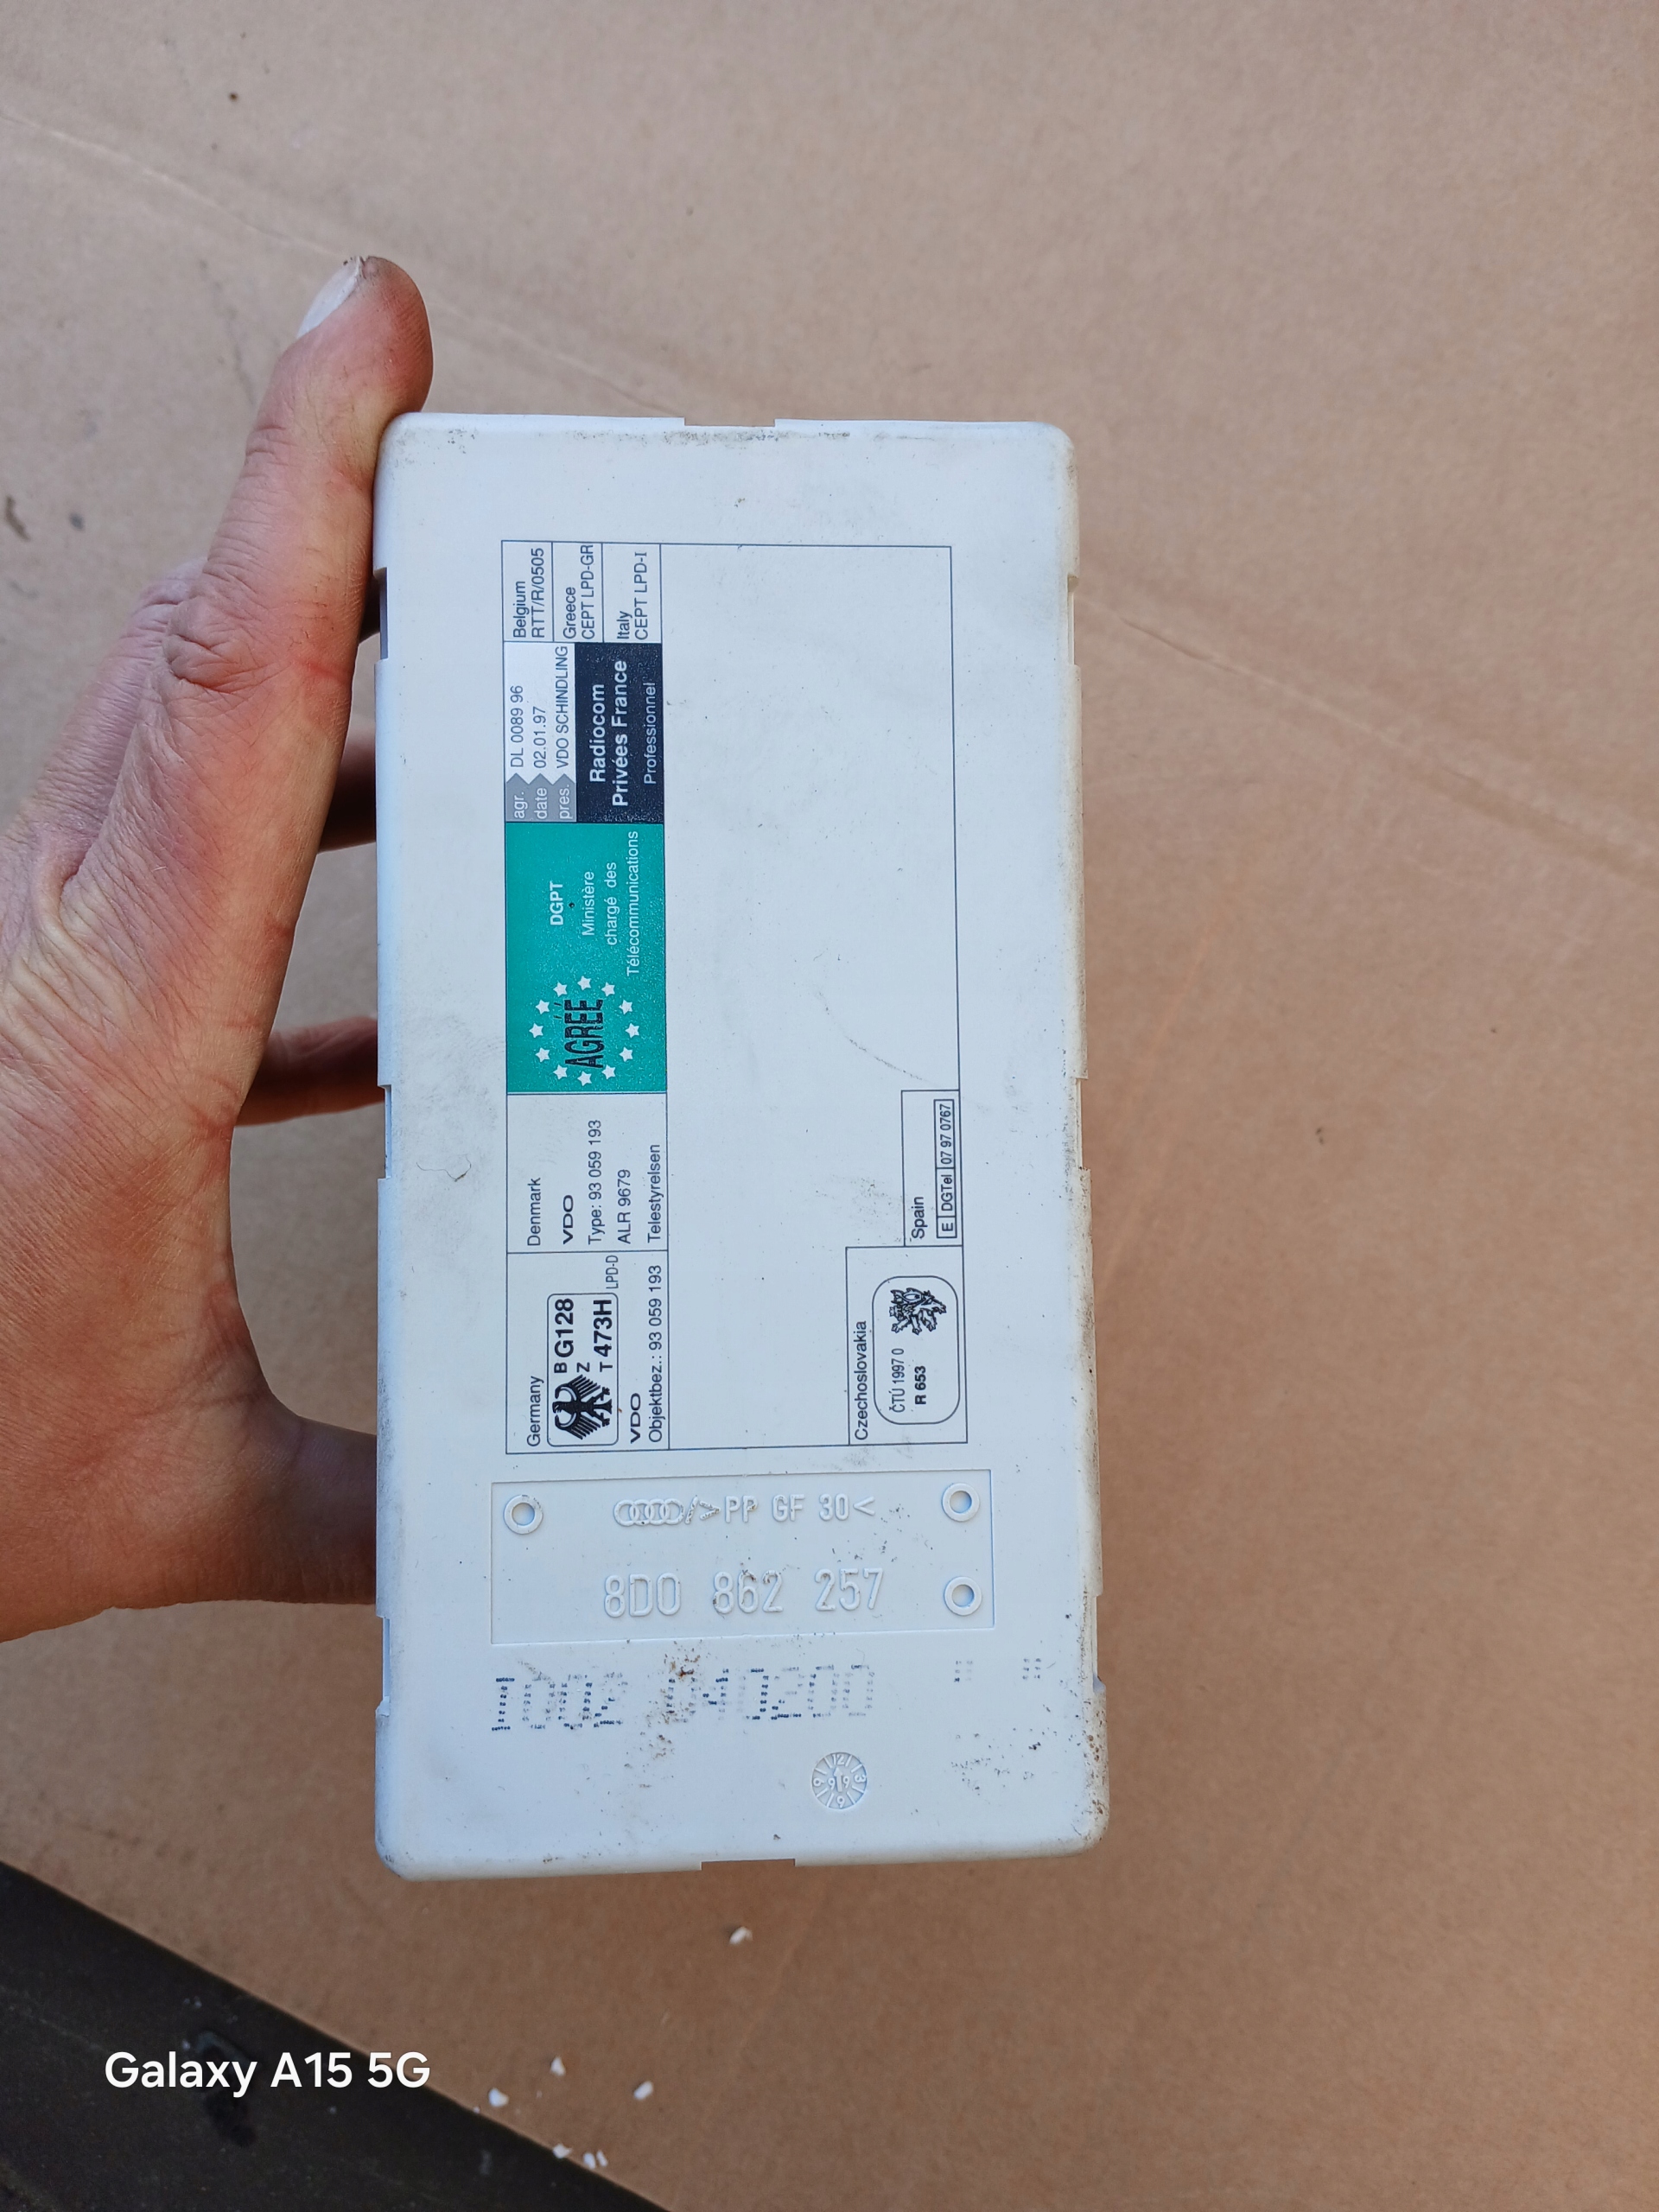 Germany
B G128
Z
T 473H
LPD-D
VDO
Objektbez.: 93 059 193
Denmark
VDO
Type: 93 059 193
ALR 9679
Telestyrelsen
AGRÉÉ
DGPT
Ministère
chargé des
Télécommunications
agr. DL 0089 96
date 02.01.97
pres. VDO SCHINDLING
Radiocom
Privées France
Professionnel
Belgium
RTT/R/0505
Greece
CEPT LPD-GR
Italy
CEPT LPD-I
Czechoslovakia
ČTÚ 1997 0
R 653
Spain
E DGTel 07 97 0767
/>PP GF 30<
8D0 862 257
Galaxy A15 5G